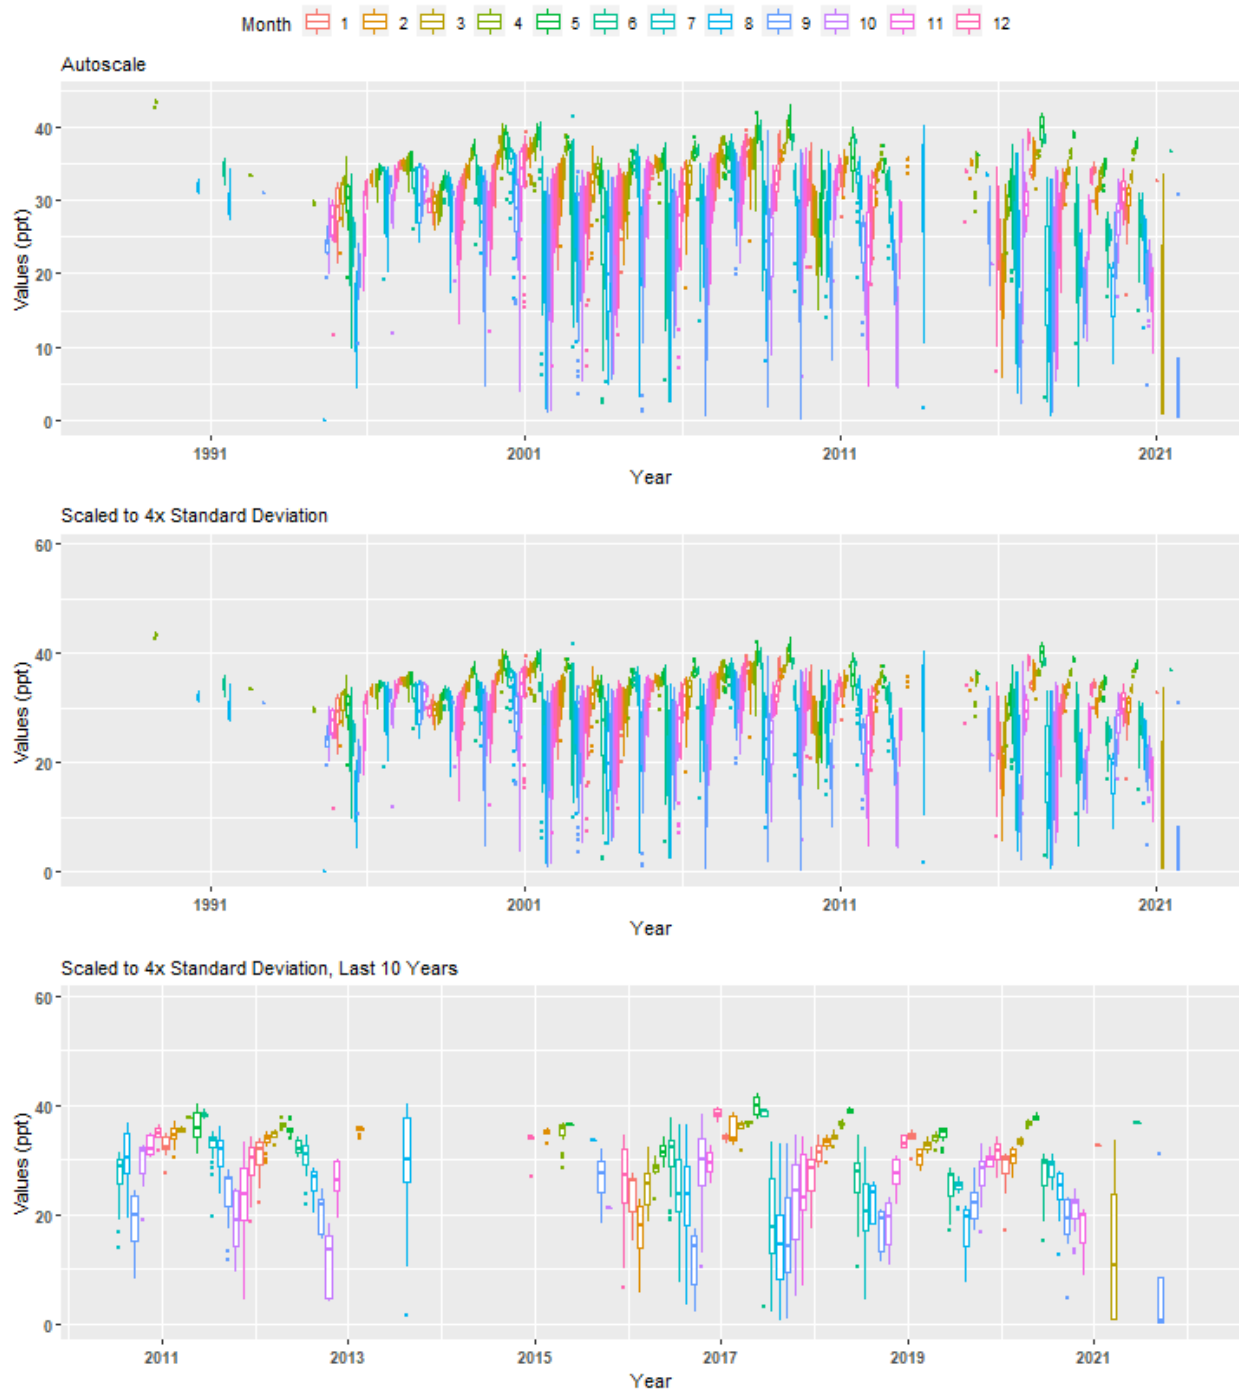 Month 1 2 3 4 5 6 7 8 9 10 11 12
Autoscale
40
30
20
10
0
Values (ppt)
1991 2001 2011 2021
Year
Scaled to 4x Standard Deviation
60
40
20
0
Values (ppt)
1991 2001 2011 2021
Year
Scaled to 4x Standard Deviation, Last 10 Years
60
40
20
0
Values (ppt)
2011 2013 2015 2017 2019 2021
Year